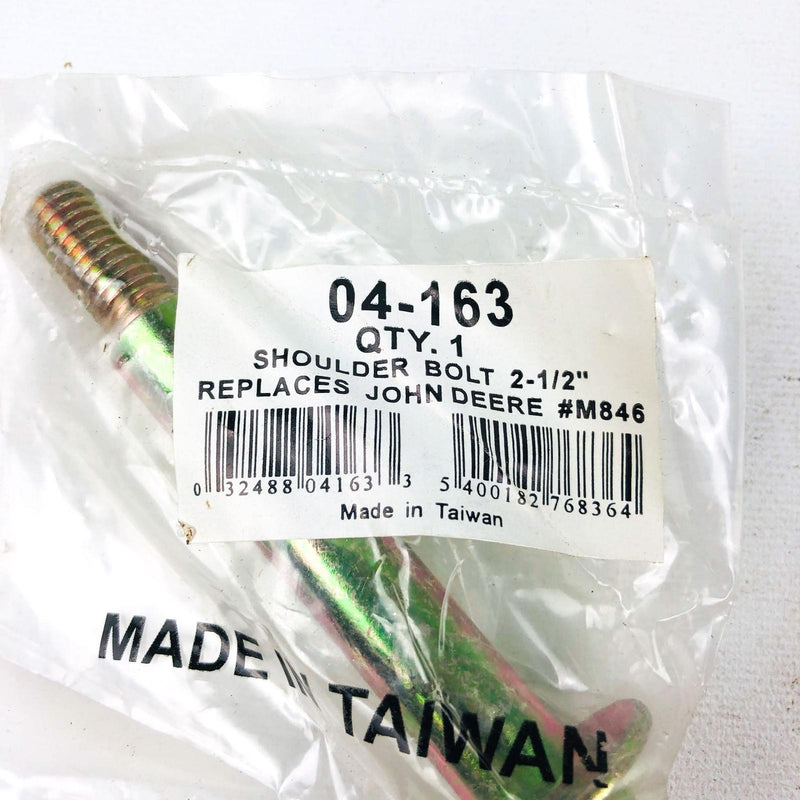 04-163
QTY. 1
SHOULDER BOLT 2-1/2"
REPLACES JOHN DEERE #M846
0 32488 04163 3 5 400182 768364
Made in Taiwan
MADE IN TAIWAN